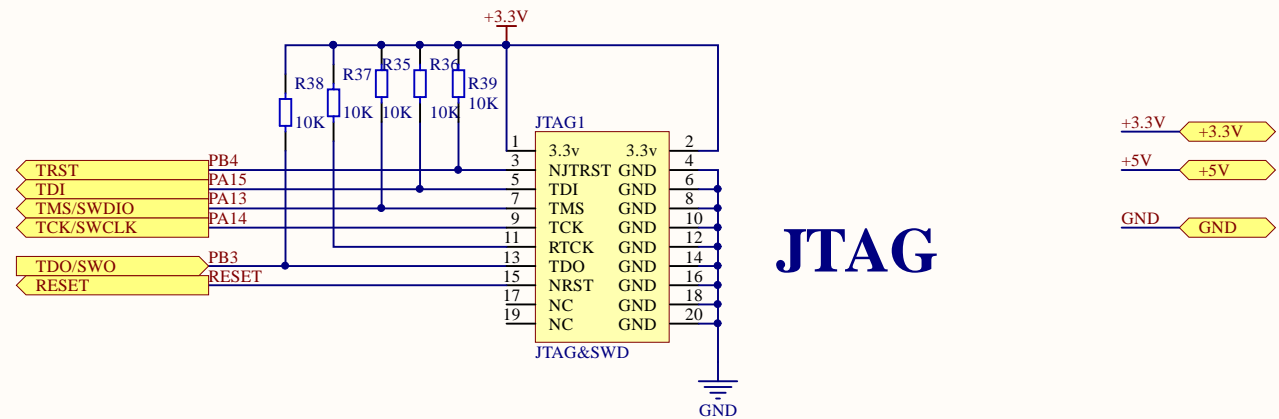 +3.3V
R38
R37
R35
R36
R39
10K
10K
10K
10K
10K
JTAG1
1 3.3v 3.3v 2
TRST PB4 3 NJTRST GND 4
TDI PA15 5 TDI GND 6
TMS/SWDIO PA13 7 TMS GND 8
TCK/SWCLK PA14 9 TCK GND 10
11 RTCK GND 12
TDO/SWO PB3 13 TDO GND 14
RESET RESET 15 NRST GND 16
17 NC GND 18
19 NC GND 20
JTAG&SWD
GND
JTAG
+3.3V +3.3V
+5V +5V
GND GND